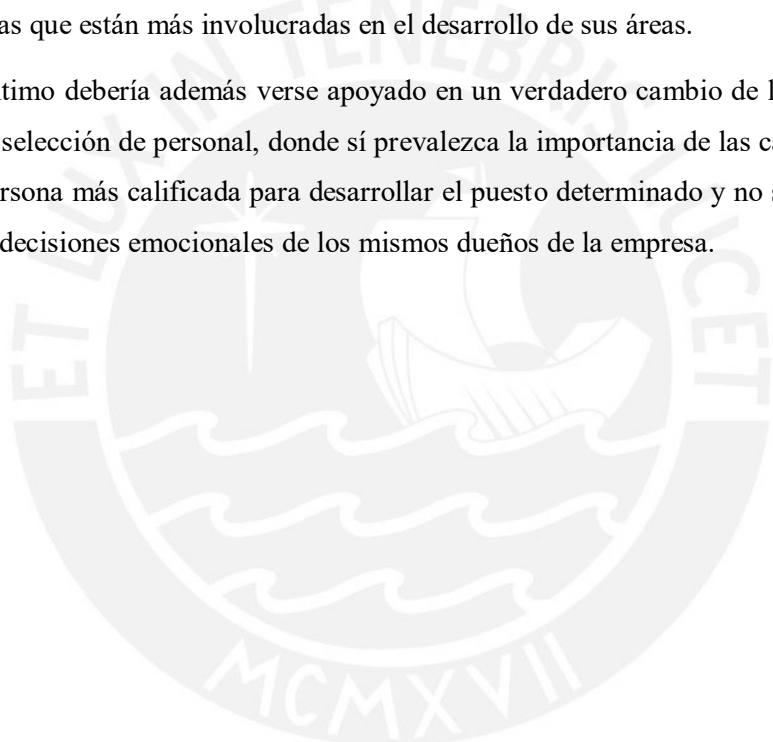 as que están más involucradas en el desarrollo de sus áreas.
timo debería además verse apoyado en un verdadero cambio de l
selección de personal, donde sí prevalezca la importancia de las c
rsona más calificada para desarrollar el puesto determinado y no s
decisiones emocionales de los mismos dueños de la empresa.
ET LUX IN TENEBRIS LUCET
MCMXVII